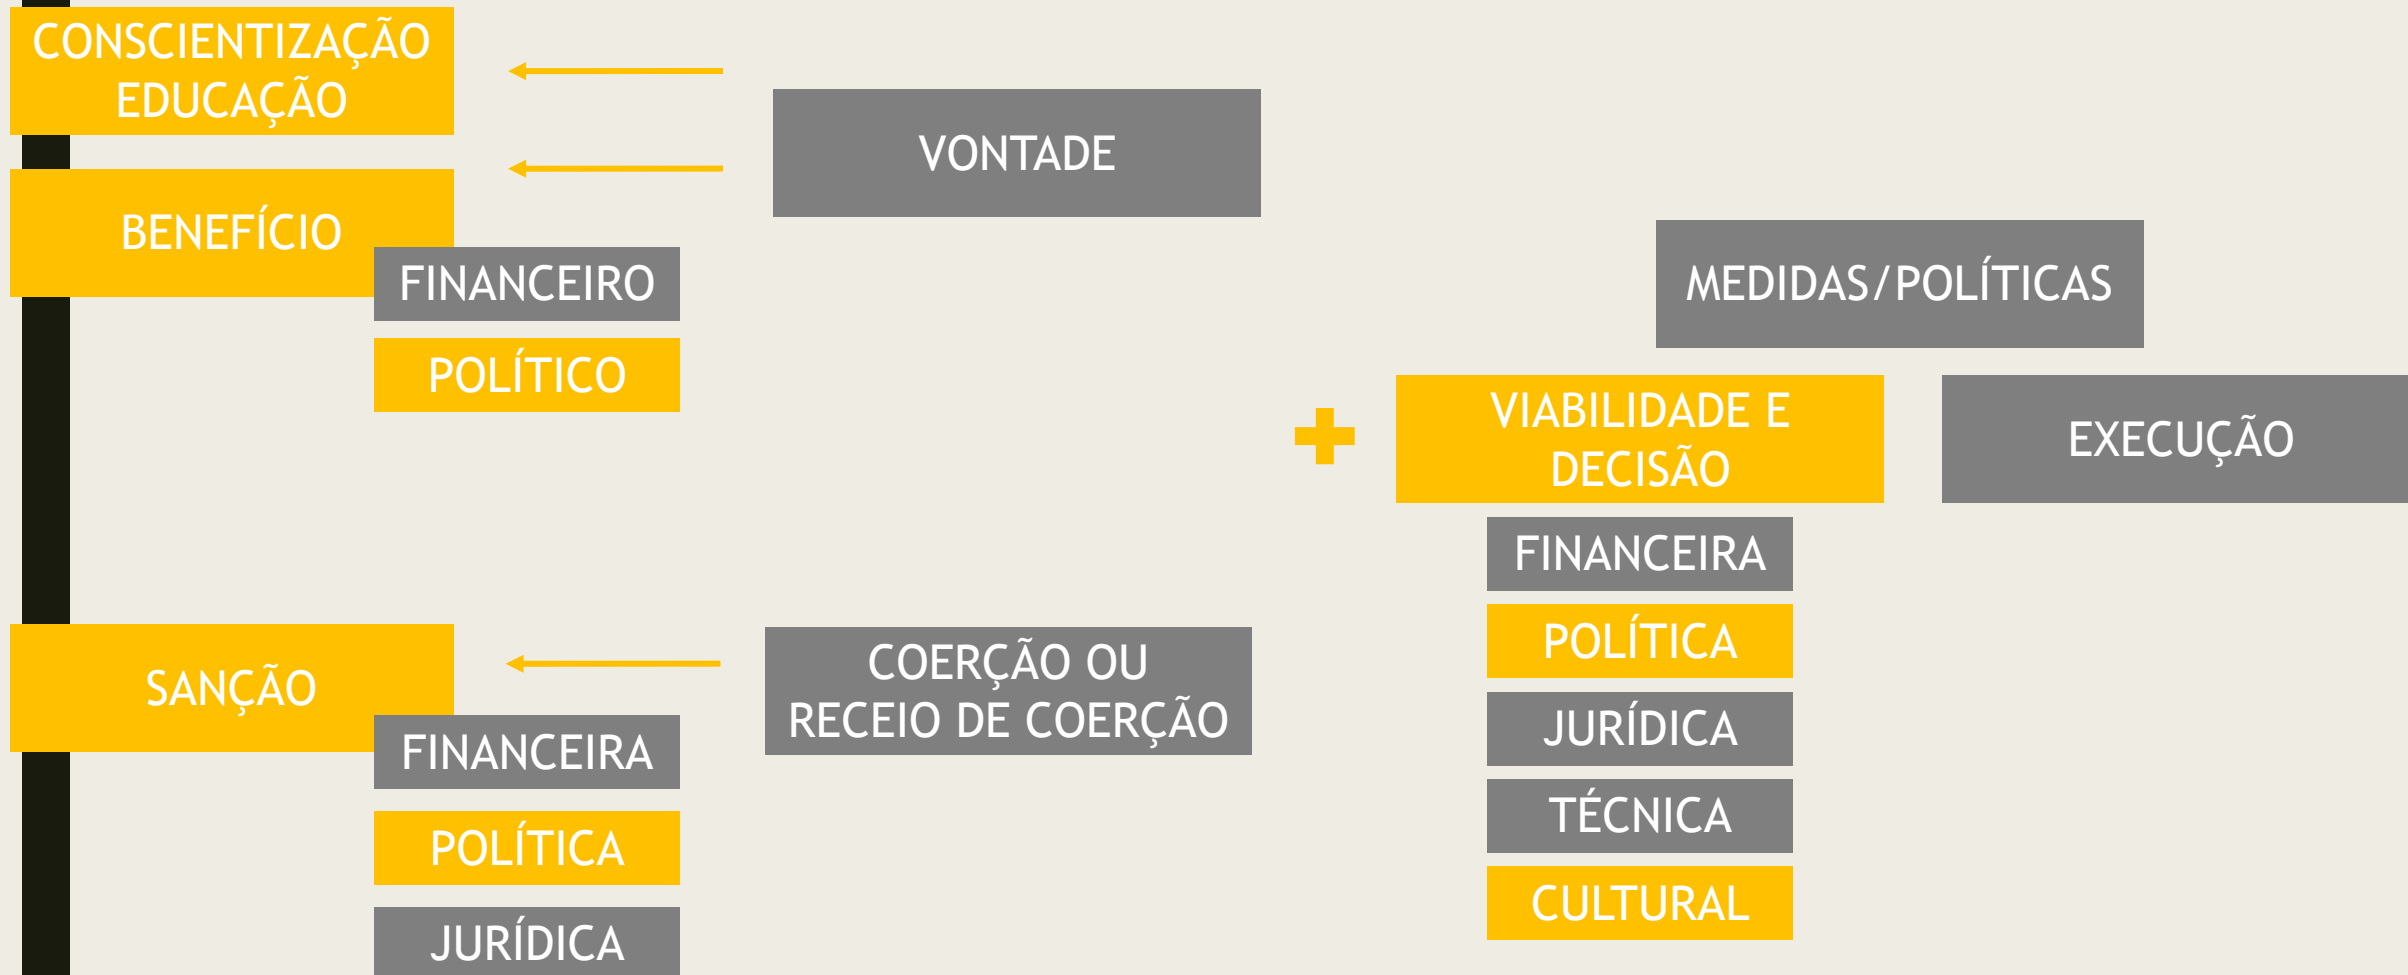 CONSCIENTIZAÇÃO
EDUCAÇÃO
BENEFÍCIO
FINANCEIRO
POLÍTICO
SANÇÃO
FINANCEIRA
POLÍTICA
JURÍDICA
VONTADE
COERÇÃO OU
RECEIO DE COERÇÃO
MEDIDAS/POLÍTICAS
VIABILIDADE E
DECISÃO
FINANCEIRA
POLÍTICA
JURÍDICA
TÉCNICA
CULTURAL
EXECUÇÃO